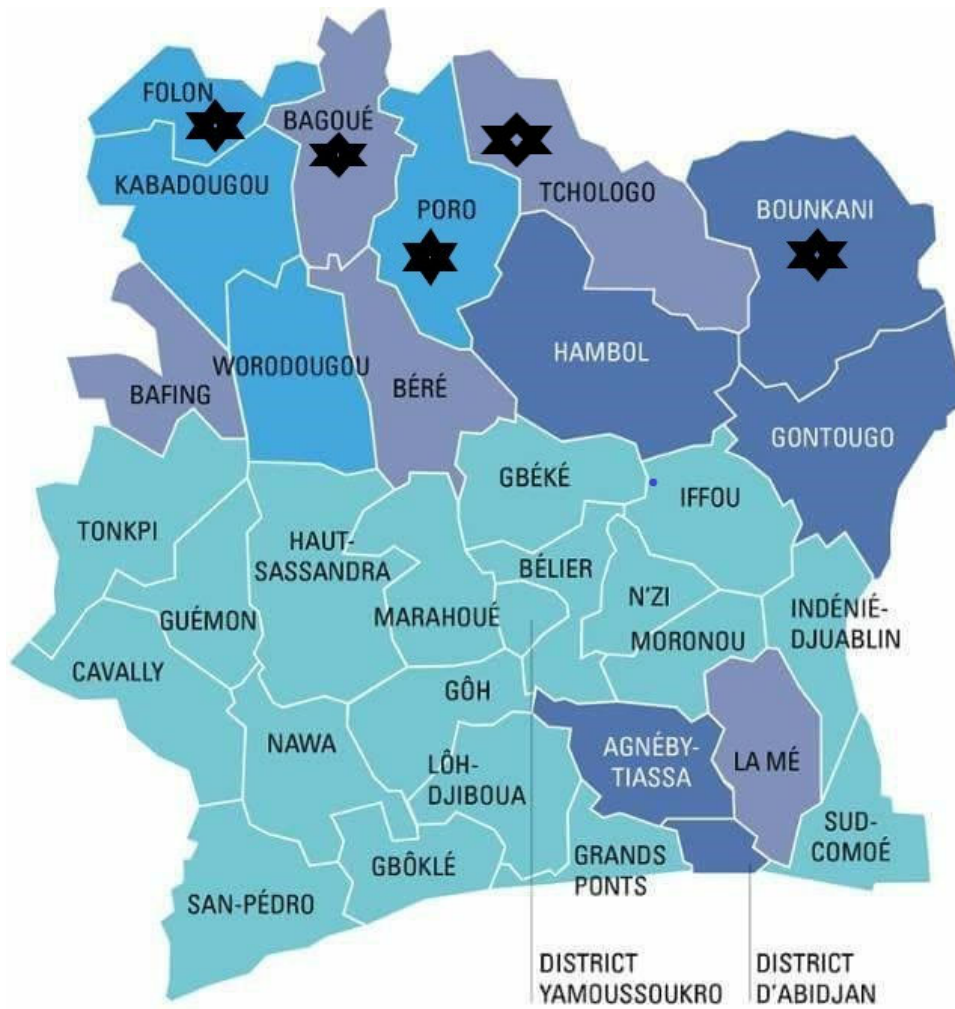 FOLON
BAGOUÉ
KABADOUGOU
PORO
TCHOLOGO
BOUNKANI
HAMBOL
WORODOUGOU
BAFING
BÉRÉ
GONTOUGO
GBÉKÉ
IFFOU
TONKPI
HAUT-
SASSANDRA
BÉLIER
N'ZI
INDÉNIÉ-
DJUABLIN
GUÉMON
MARAHOUÉ
MORONOU
CAVALLY
GÔH
NAWA
AGNÉBY-
TIASSA
LA MÉ
LÔH-
DJIBOUA
SUD-
COMOÉ
GBÔKLÉ
GRANDS
PONTS
SAN-PÉDRO
DISTRICT
YAMOUSSOUKRO
DISTRICT
D'ABIDJAN